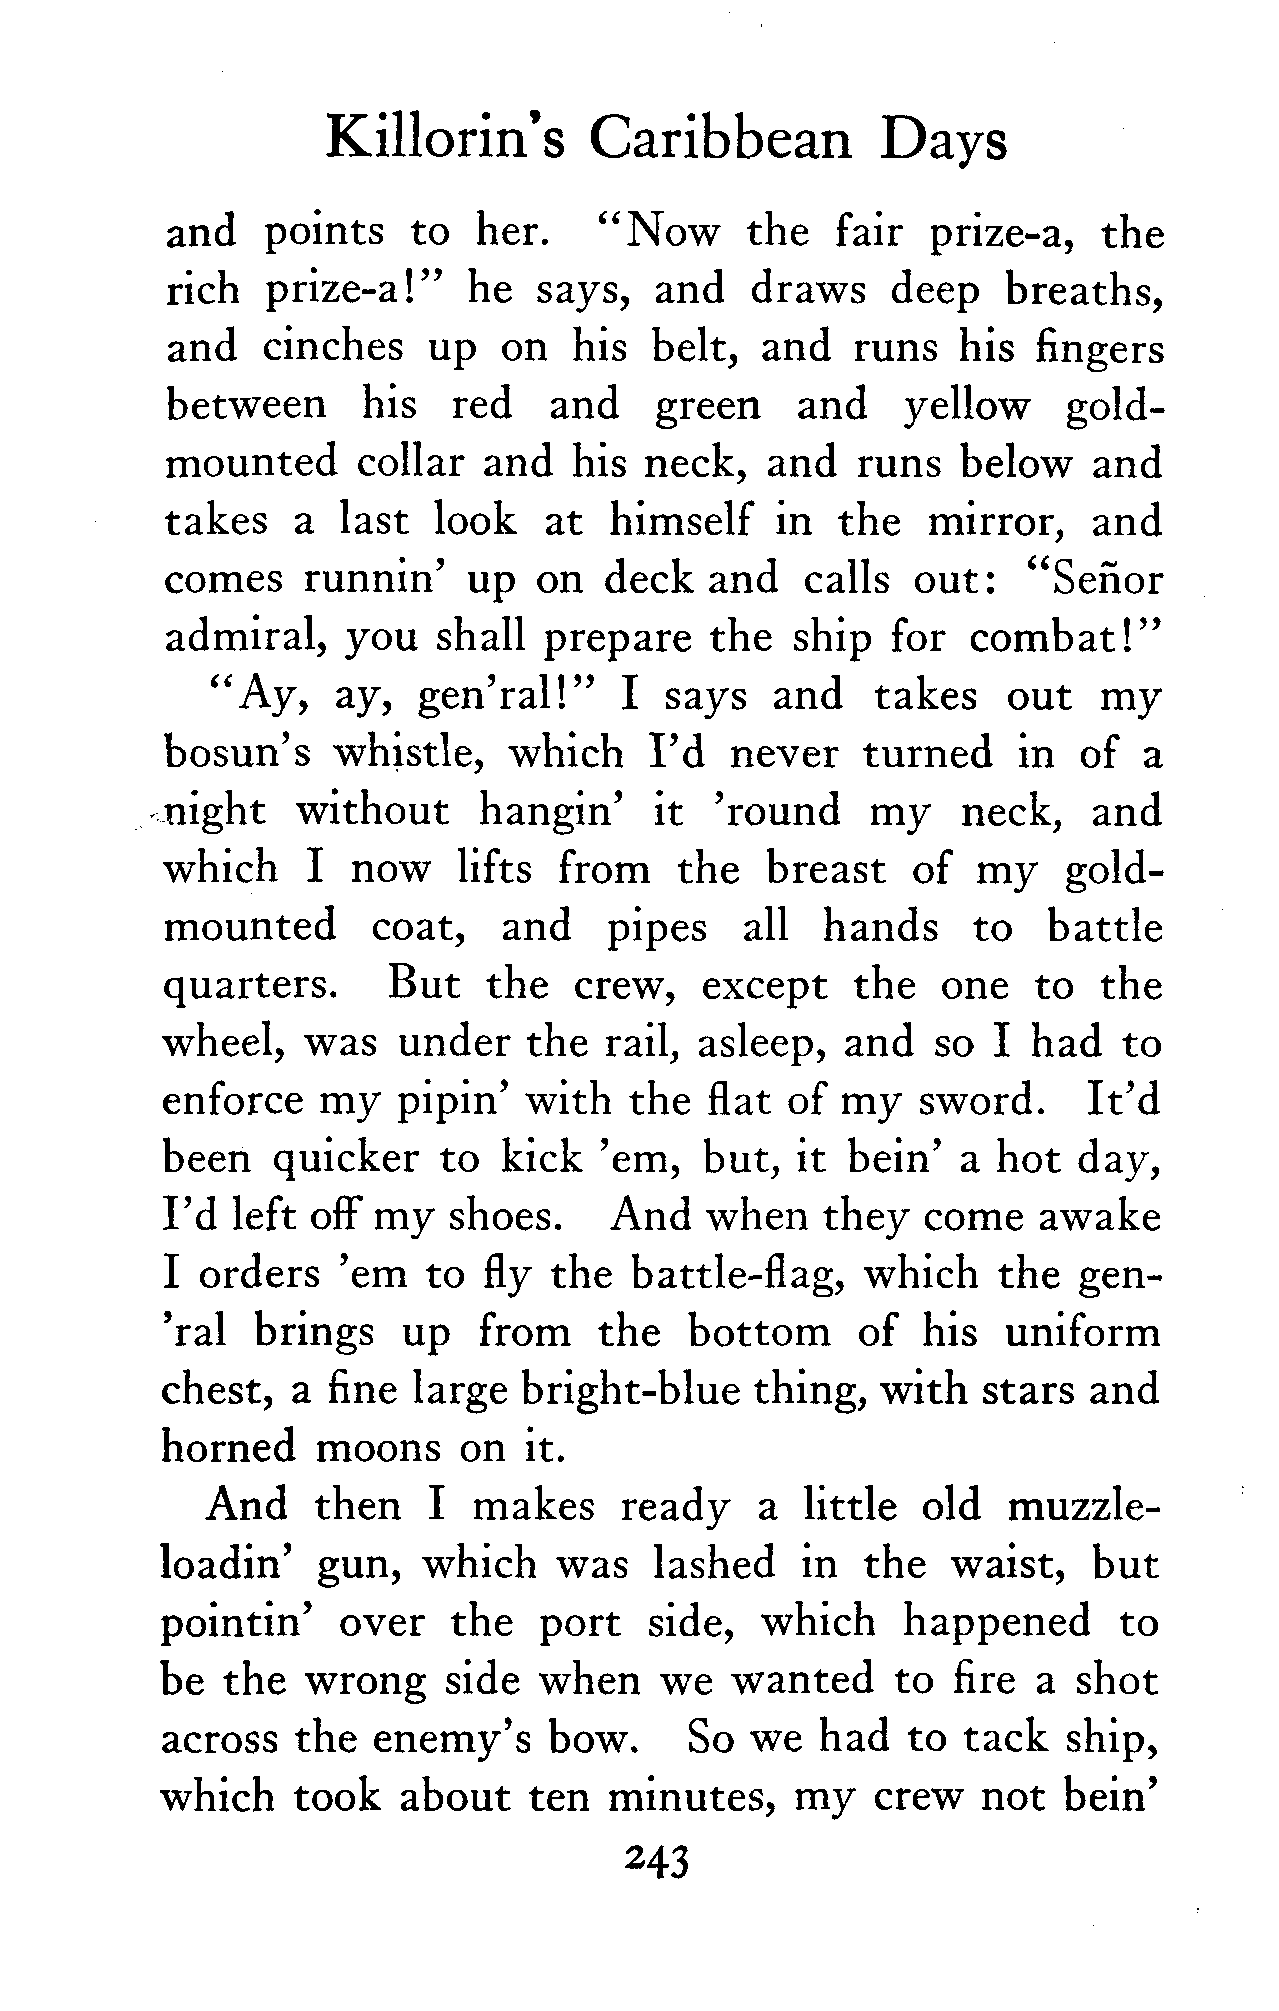 Killorin's Caribbean Days
and points to her. "Now the fair prize-a, the
rich prize-a!" he says, and draws deep breaths,
and cinches up on his belt, and runs his fingers
between his red and green and yellow gold-
mounted collar and his neck, and runs below and
takes a last look at himself in the mirror, and
comes runnin' up on deck and calls out: "Señor
admiral, you shall prepare the ship for combat!"
"Ay, ay, gen'ral!" I says and takes out my
bosun's whistle, which I'd never turned in of a
night without hangin' it 'round my neck, and
which I now lifts from the breast of my gold-
mounted coat, and pipes all hands to battle
quarters. But the crew, except the one to the
wheel, was under the rail, asleep, and so I had to
enforce my pipin' with the flat of my sword. It'd
been quicker to kick 'em, but, it bein' a hot day,
I'd left off my shoes. And when they come awake
I orders 'em to fly the battle-flag, which the gen-
'ral brings up from the bottom of his uniform
chest, a fine large bright-blue thing, with stars and
horned moons on it.
And then I makes ready a little old muzzle-
loadin' gun, which was lashed in the waist, but
pointin' over the port side, which happened to
be the wrong side when we wanted to fire a shot
across the enemy's bow. So we had to tack ship,
which took about ten minutes, my crew not bein'
243